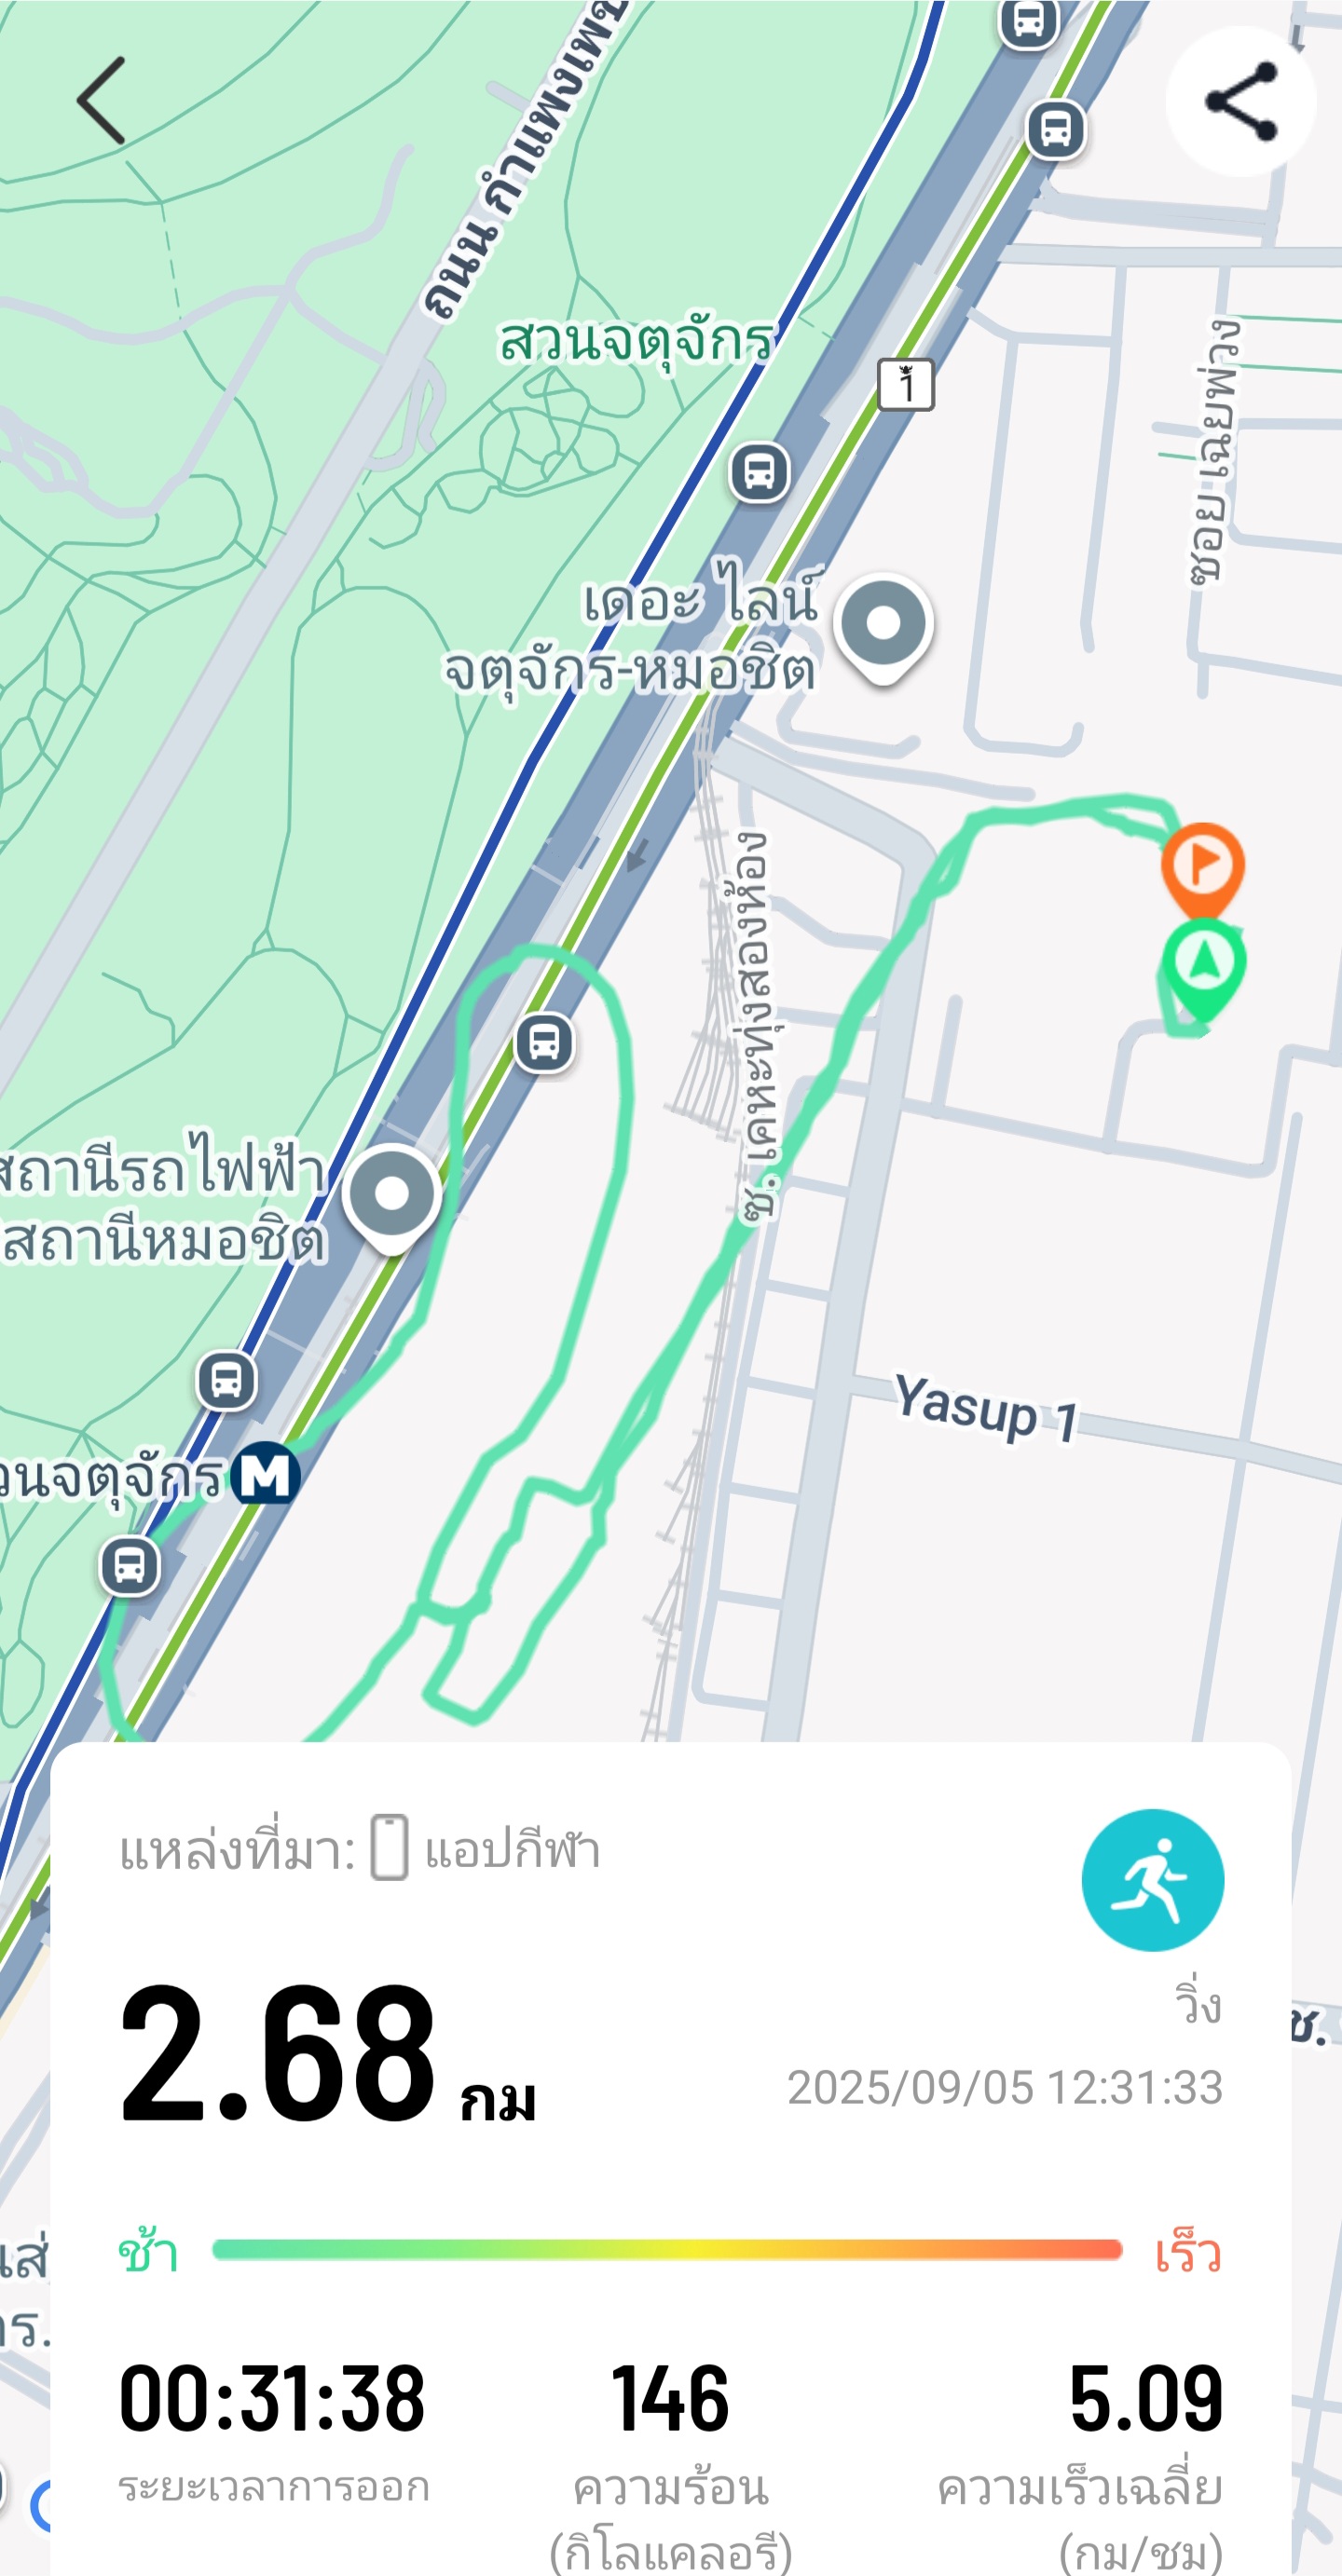 ถนน กำแพงเพช
สวนจตุจักร
1
ซอย เฉยพ่วง
เดอะ ไลน์
จตุจักร-หมอชิต
ซ. เคหะทุ่งสองห้อง
สถานีรถไฟฟ้า
สถานีหมอชิต
วนจตุจักร
M
Yasup 1
แหล่งที่มา: แอปกีฬา
2.68 กม
วิ่ง
2025/09/05 12:31:33
ช้า เร็ว
00:31:38 146 5.09
ระยะเวลาการออก ความร้อน ความเร็วเฉลี่ย
(กิโลแคลอรี) (กม/ชม)